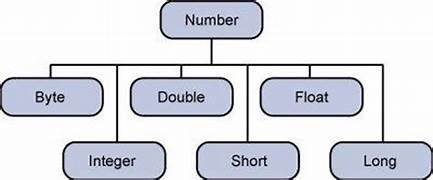 Number
Byte Double Float
Integer Short Long